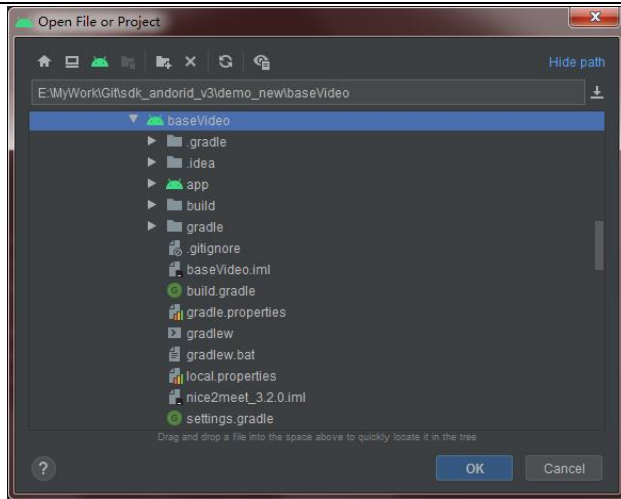 Open File or Project
Hide path
E:\MyWork\Git\sdk_andorid_v3\demo_new\baseVideo
baseVideo
.gradle
.idea
app
build
gradle
.gitignore
baseVideo.iml
build.gradle
gradle.properties
gradlew
gradlew.bat
local.properties
nice2meet_3.2.0.iml
settings.gradle
Drag and drop a file into the space above to quickly locate it in the tree
? OK Cancel